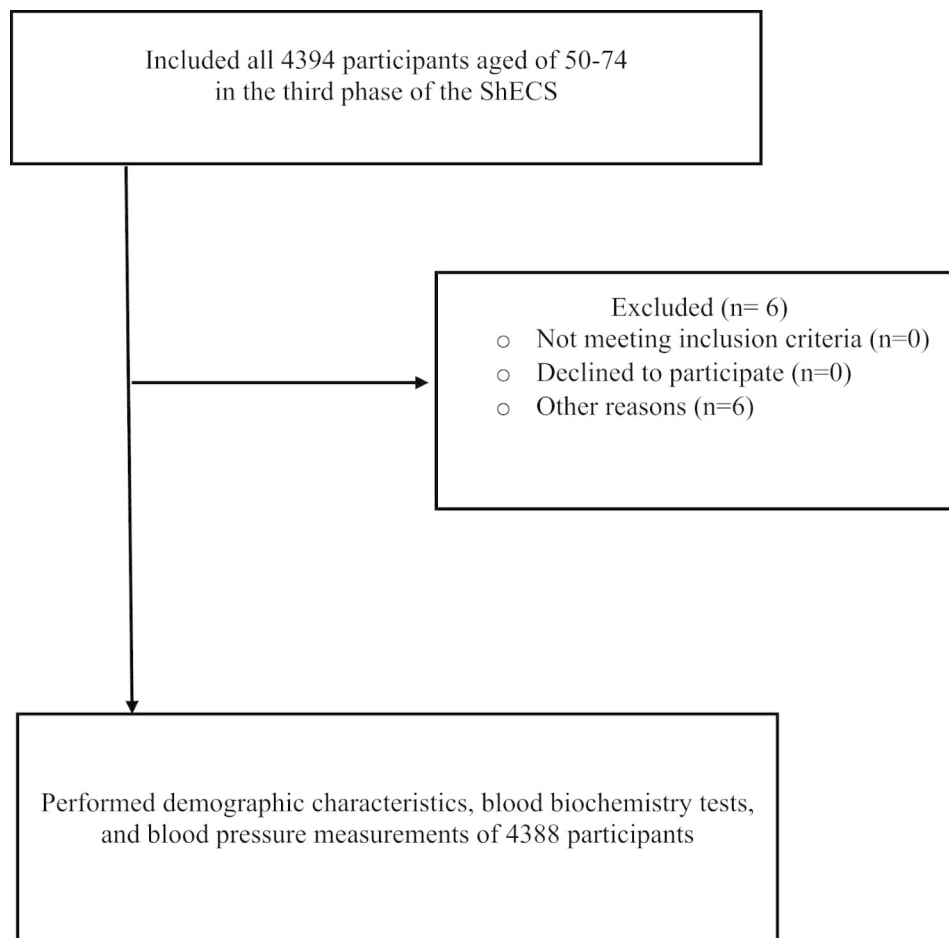 Included all 4394 participants aged of 50-74
in the third phase of the ShECS
Excluded (n= 6)
○ Not meeting inclusion criteria (n=0)
○ Declined to participate (n=0)
○ Other reasons (n=6)
Performed demographic characteristics, blood biochemistry tests,
and blood pressure measurements of 4388 participants